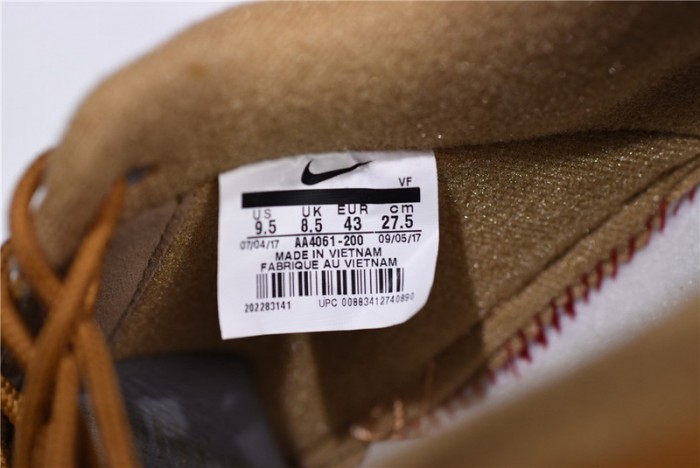 VF
US UK EUR cm
9.5 8.5 43 27.5
07/04/17 AA4061-200 09/05/17
MADE IN VIETNAM
FABRIQUE AU VIETNAM
202283141 UPC 00883412740890